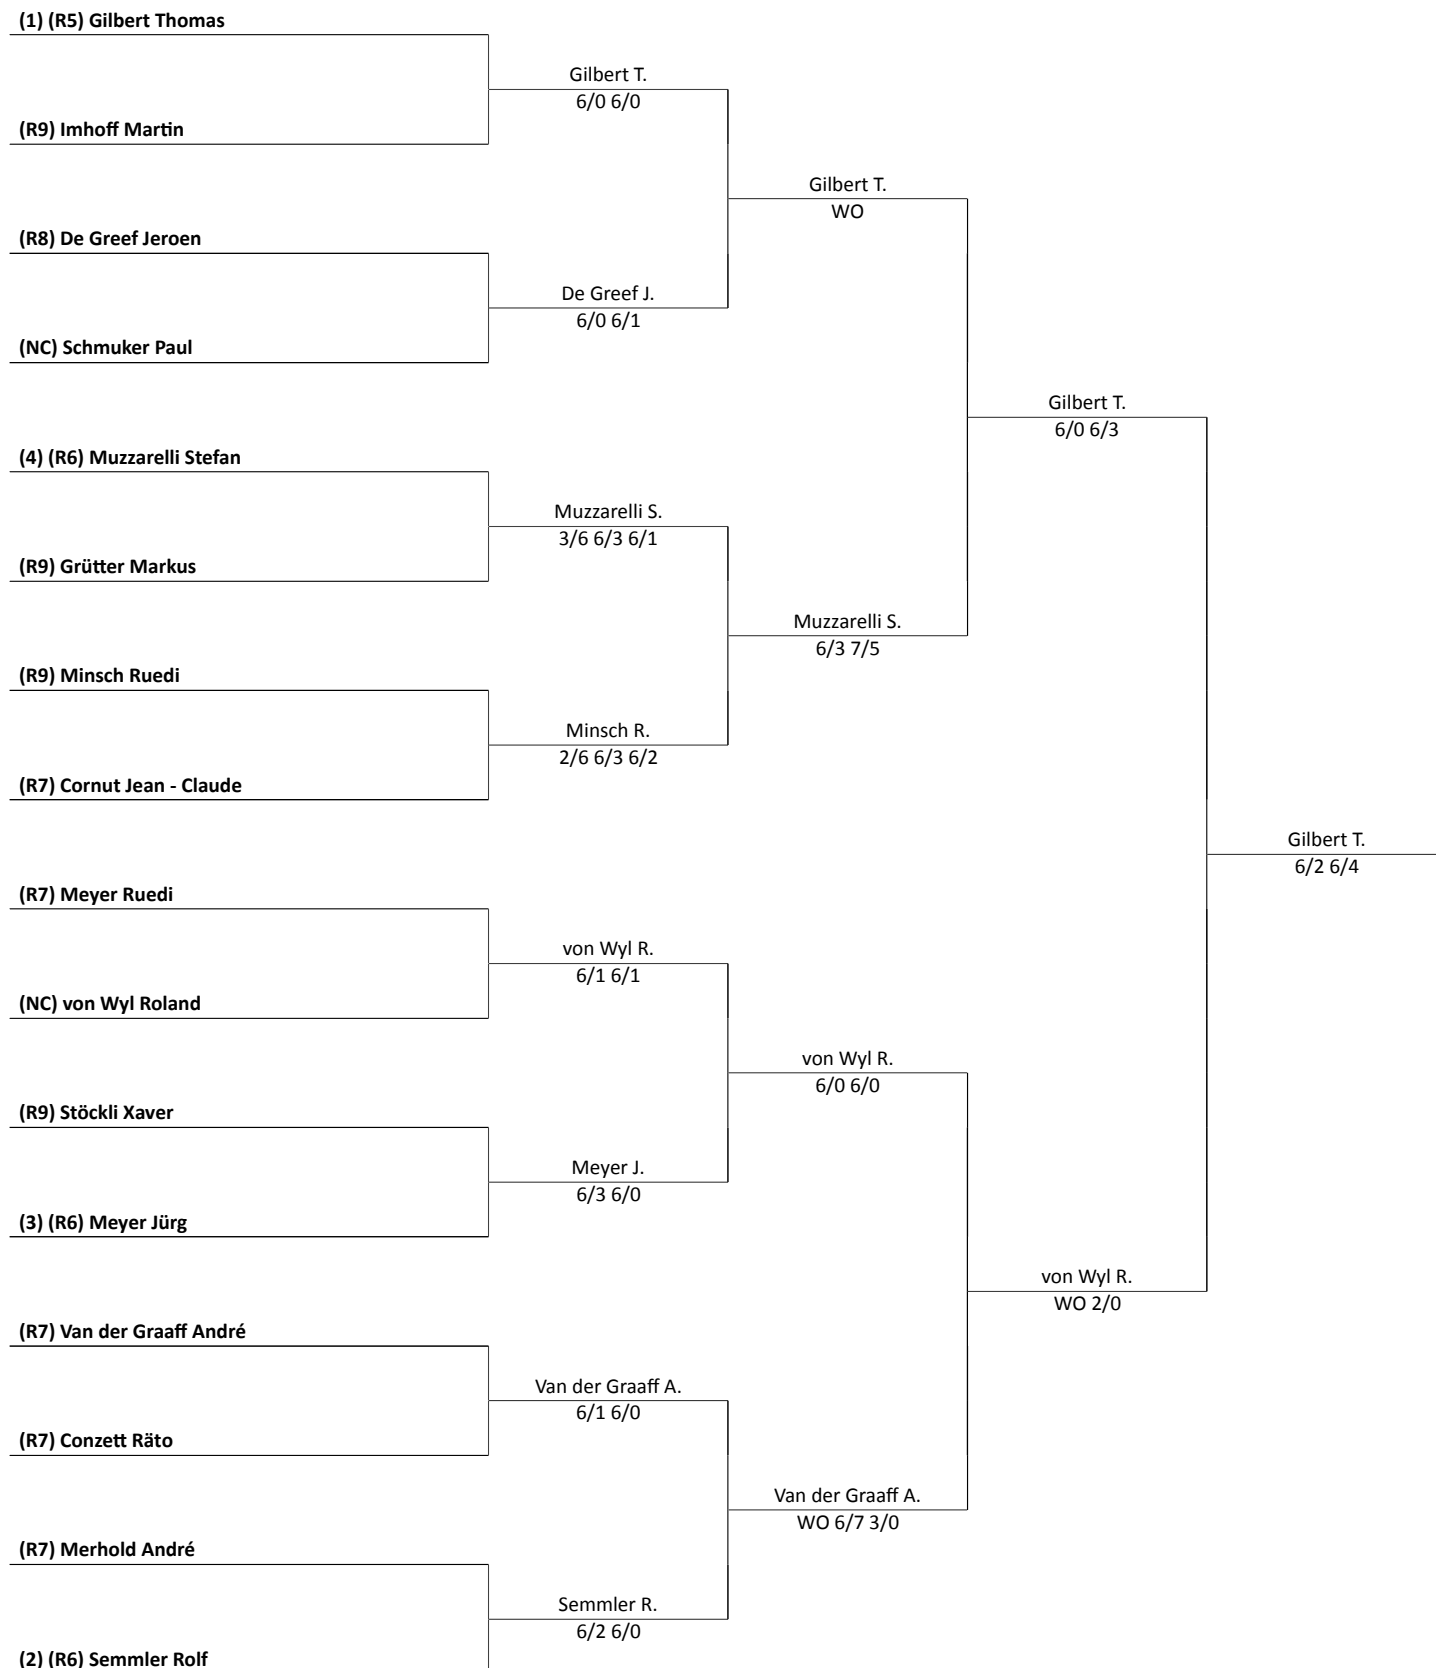 (1) (R5) Gilbert Thomas
Gilbert T.
6/0 6/0
(R9) Imhoff Martin
Gilbert T.
WO
(R8) De Greef Jeroen
De Greef J.
6/0 6/1
(NC) Schmuker Paul
Gilbert T.
6/0 6/3
(4) (R6) Muzzarelli Stefan
Muzzarelli S.
3/6 6/3 6/1
(R9) Grütter Markus
Muzzarelli S.
6/3 7/5
(R9) Minsch Ruedi
Minsch R.
2/6 6/3 6/2
(R7) Cornut Jean - Claude
Gilbert T.
6/2 6/4
(R7) Meyer Ruedi
von Wyl R.
6/1 6/1
(NC) von Wyl Roland
von Wyl R.
6/0 6/0
(R9) Stöckli Xaver
Meyer J.
6/3 6/0
(3) (R6) Meyer Jürg
von Wyl R.
WO 2/0
(R7) Van der Graaff André
Van der Graaff A.
6/1 6/0
(R7) Conzett Räto
Van der Graaff A.
WO 6/7 3/0
(R7) Merhold André
Semmler R.
6/2 6/0
(2) (R6) Semmler Rolf